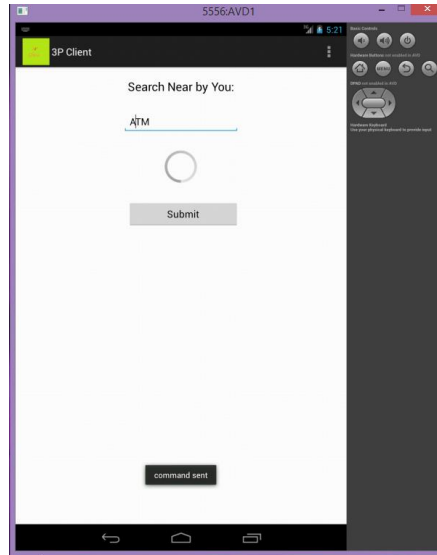 5556:AVD1
5:21
3P Client
Search Near by You:
ATM
Submit
command sent
Basic Controls
Hardware Buttons not enabled in AVD
MENU
DPAD not enabled in AVD
Hardware Keyboard
Use your physical keyboard to provide input